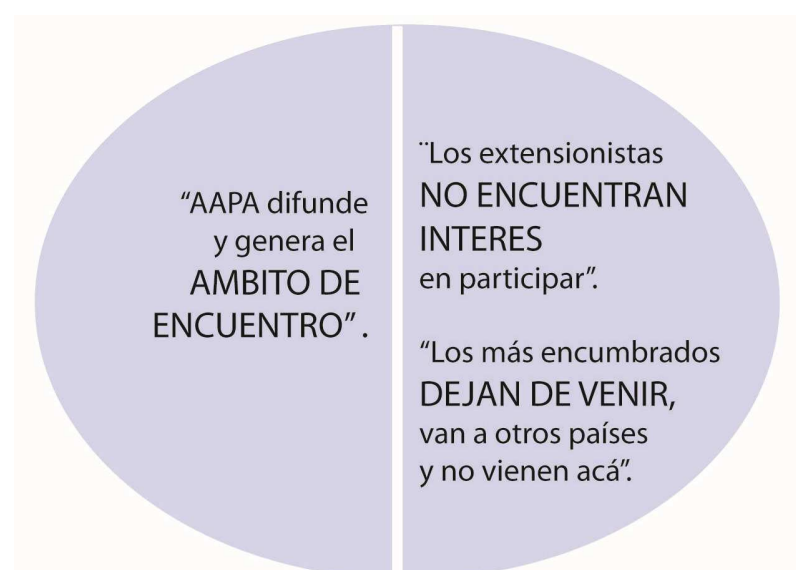 “AAPA difunde
y genera el
AMBITO DE
ENCUENTRO” .
¨Los extensionistas
NO ENCUENTRAN
INTERES
en participar”.
“Los más encumbrados
DEJAN DE VENIR,
van a otros países
y no vienen acá”.